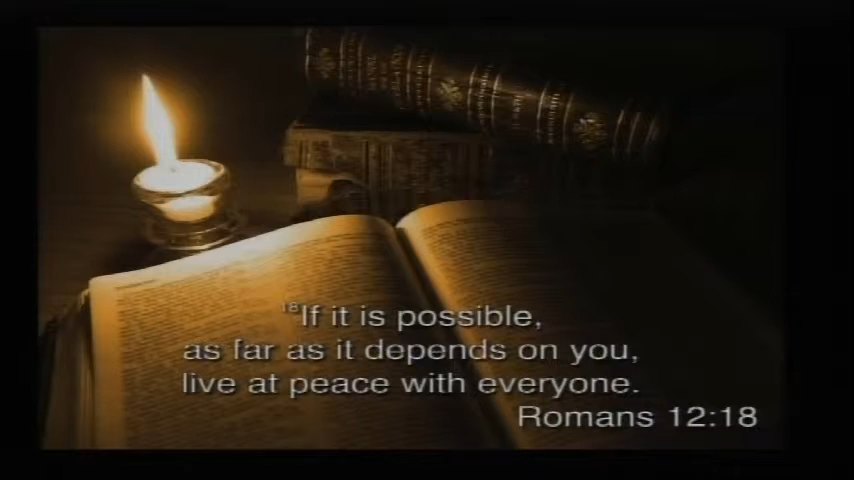 18If it is possible,
as far as it depends on you,
live at peace with everyone.
Romans 12:18